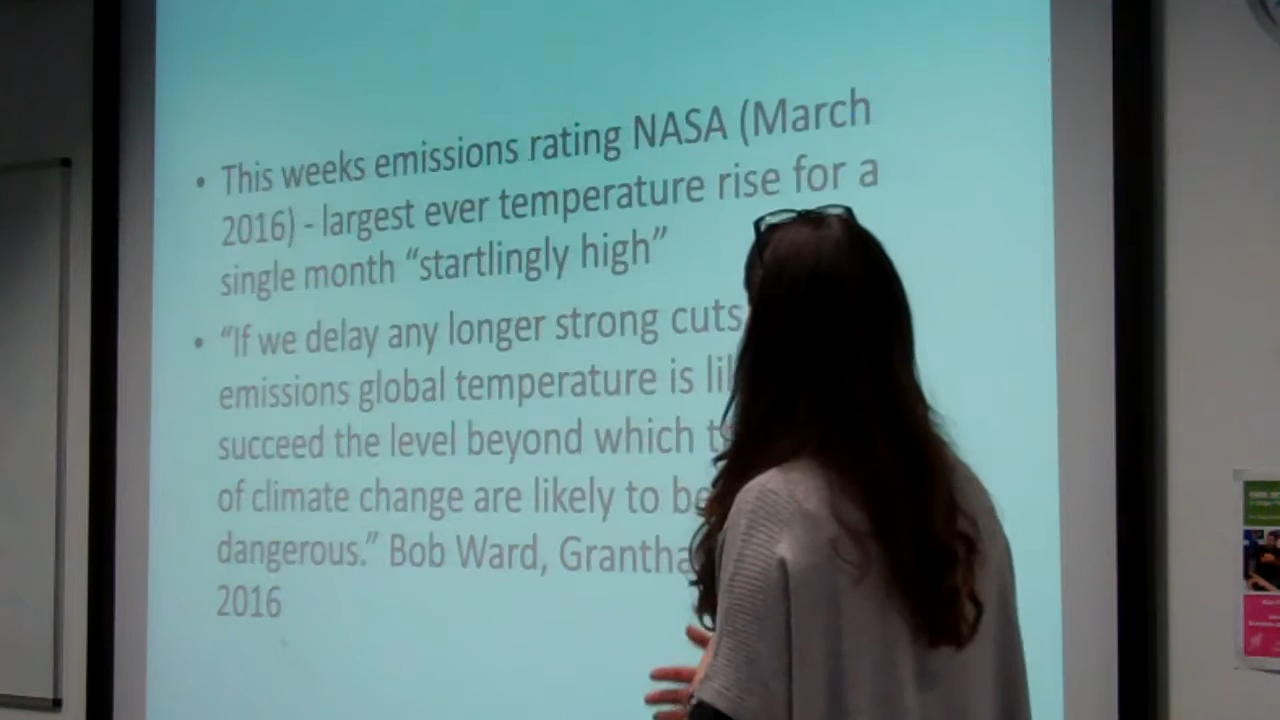 • This weeks emissions rating NASA (March
2016) - largest ever temperature rise for a
single month “startlingly high”
• “If we delay any longer strong cuts
emissions global temperature is
succeed the level beyond which
of climate change are likely to be
dangerous.” Bob Ward,
2016